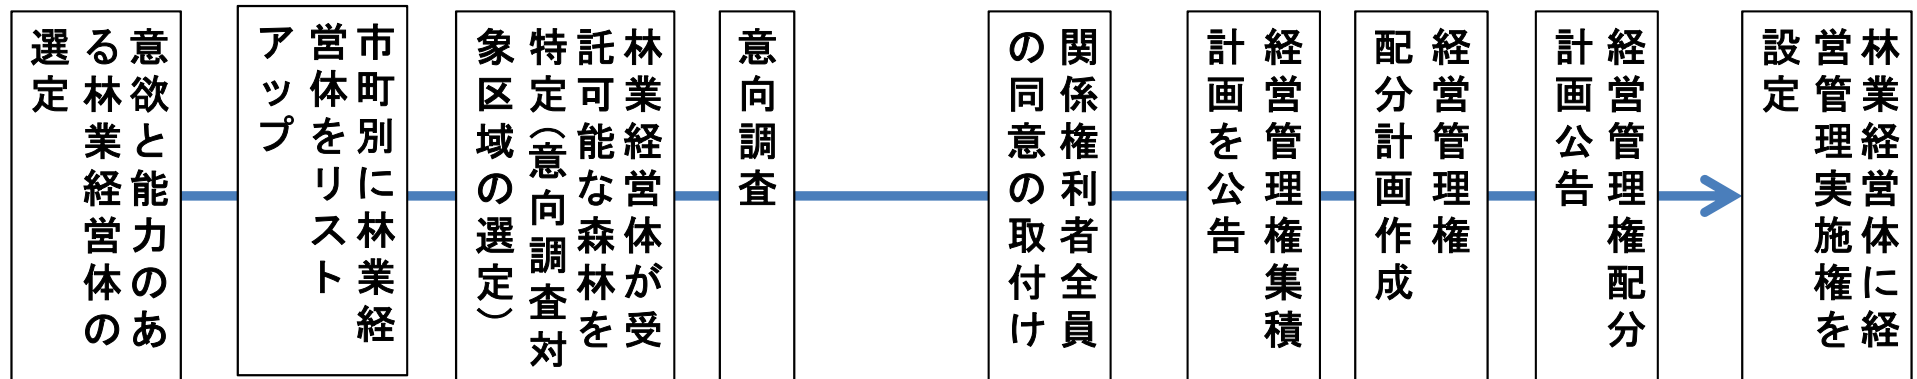 意欲と能力のあ
る林業経営体の
選定
市町別に林業経
営体をリスト
アップ
林業経営体が受
託可能な森林を
特定（意向調査対
象区域の選定）
意向調査
関係権利者全員
の同意の取付け
経営管理権集積
計画を公告
経営管理権
配分計画作成
経営管理権配分
計画公告
林業経営体に経
営管理実施権を
設定